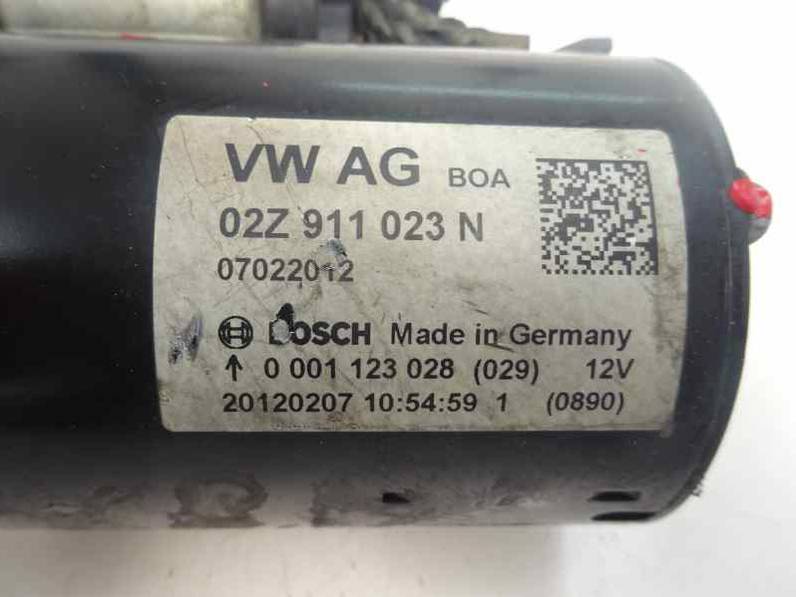 VW AG BOA
02Z 911 023 N
07022012
BOSCH Made in Germany
↑ 0 001 123 028 (029) 12V
20120207 10:54:59 1 (0890)